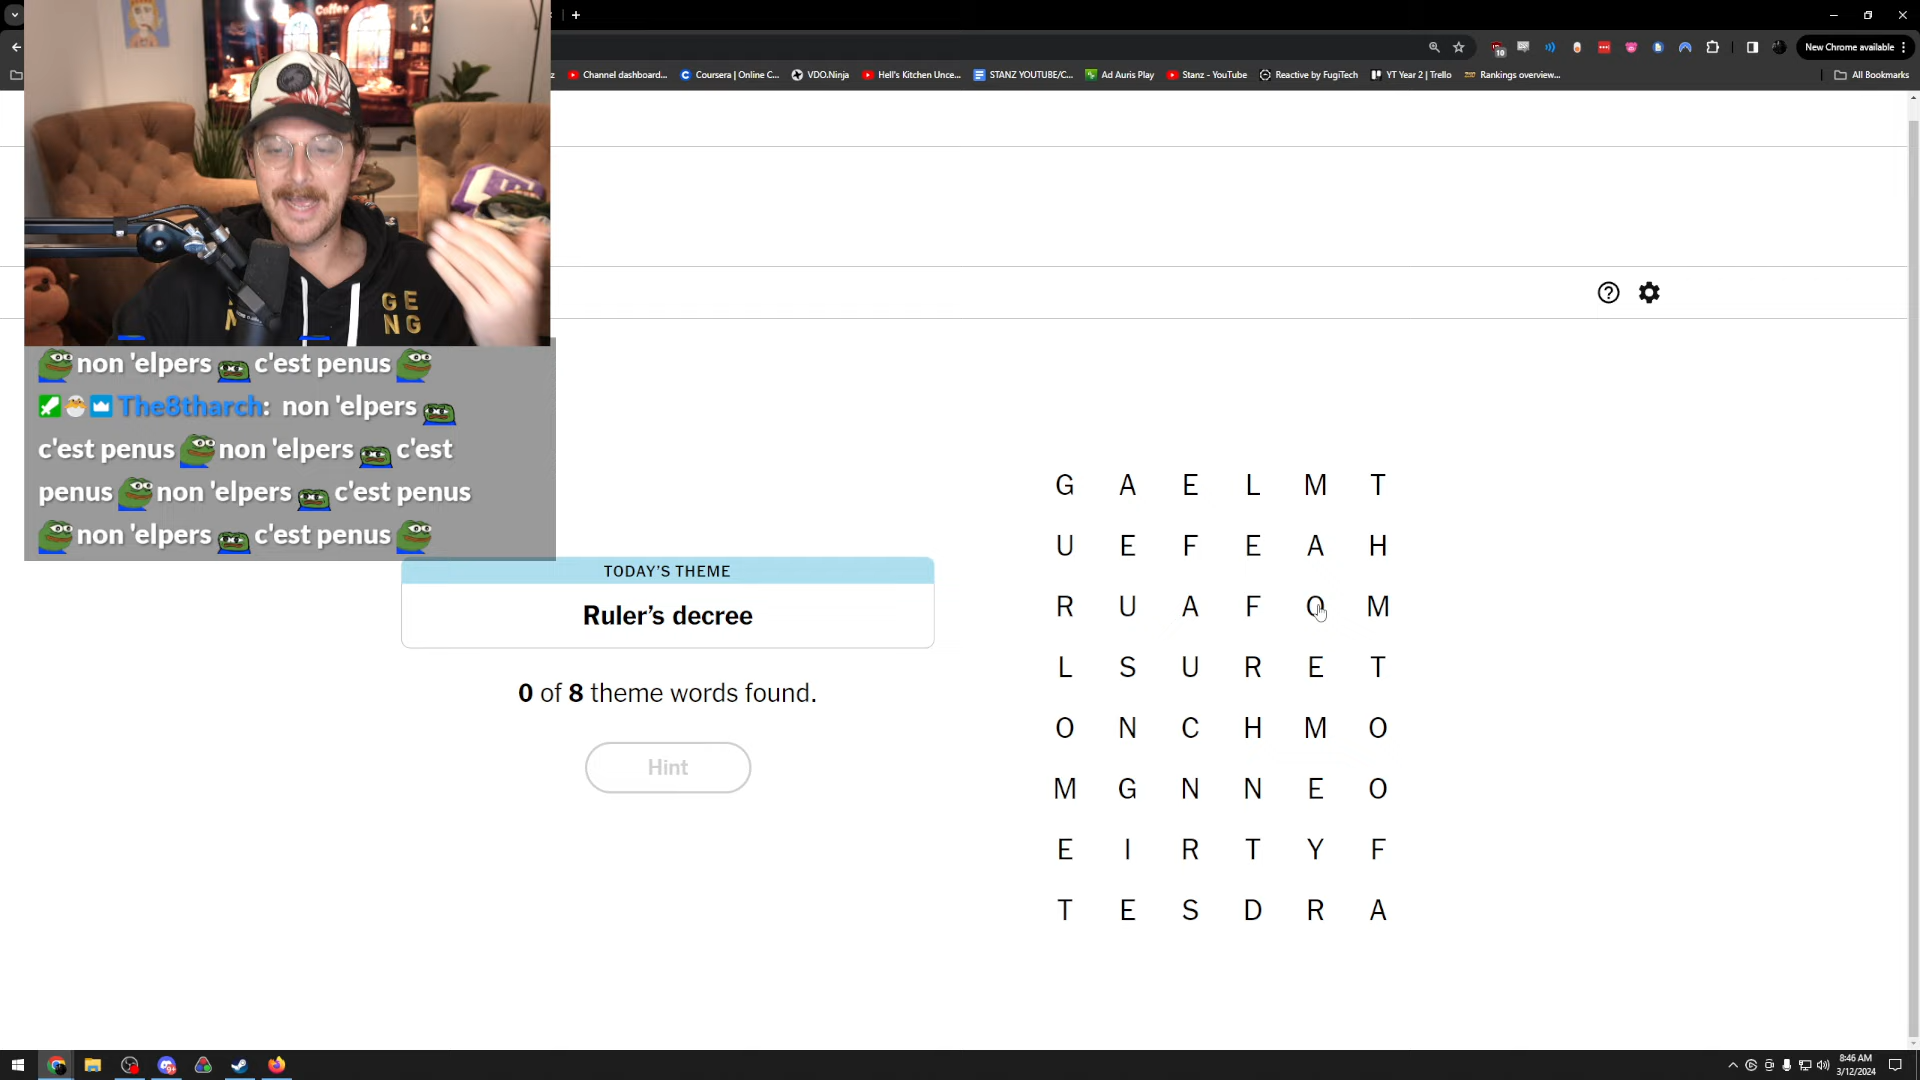 Coffee
New Chrome available
10
z
Channel dashboard...
Coursera | Online C...
VDO.Ninja
Hell's Kitchen Unce...
STANZ YOUTUBE/C...
Ad Auris Play
Stanz - YouTube
Reactive by FugiTech
YT Year 2 | Trello
Rankings overview...
All Bookmarks
GE
NG
non 'elpers c'est penus
The8tharch: non 'elpers
c'est penus non 'elpers c'est
penus non 'elpers c'est penus
non 'elpers c'est penus
TODAY'S THEME
Ruler's decree
0 of 8 theme words found.
Hint
G A E L M T
U E F E A H
R U A F O M
L S U R E T
O N C H M O
M G N N E O
E I R T Y F
T E S D R A
8:46 AM
3/12/2024